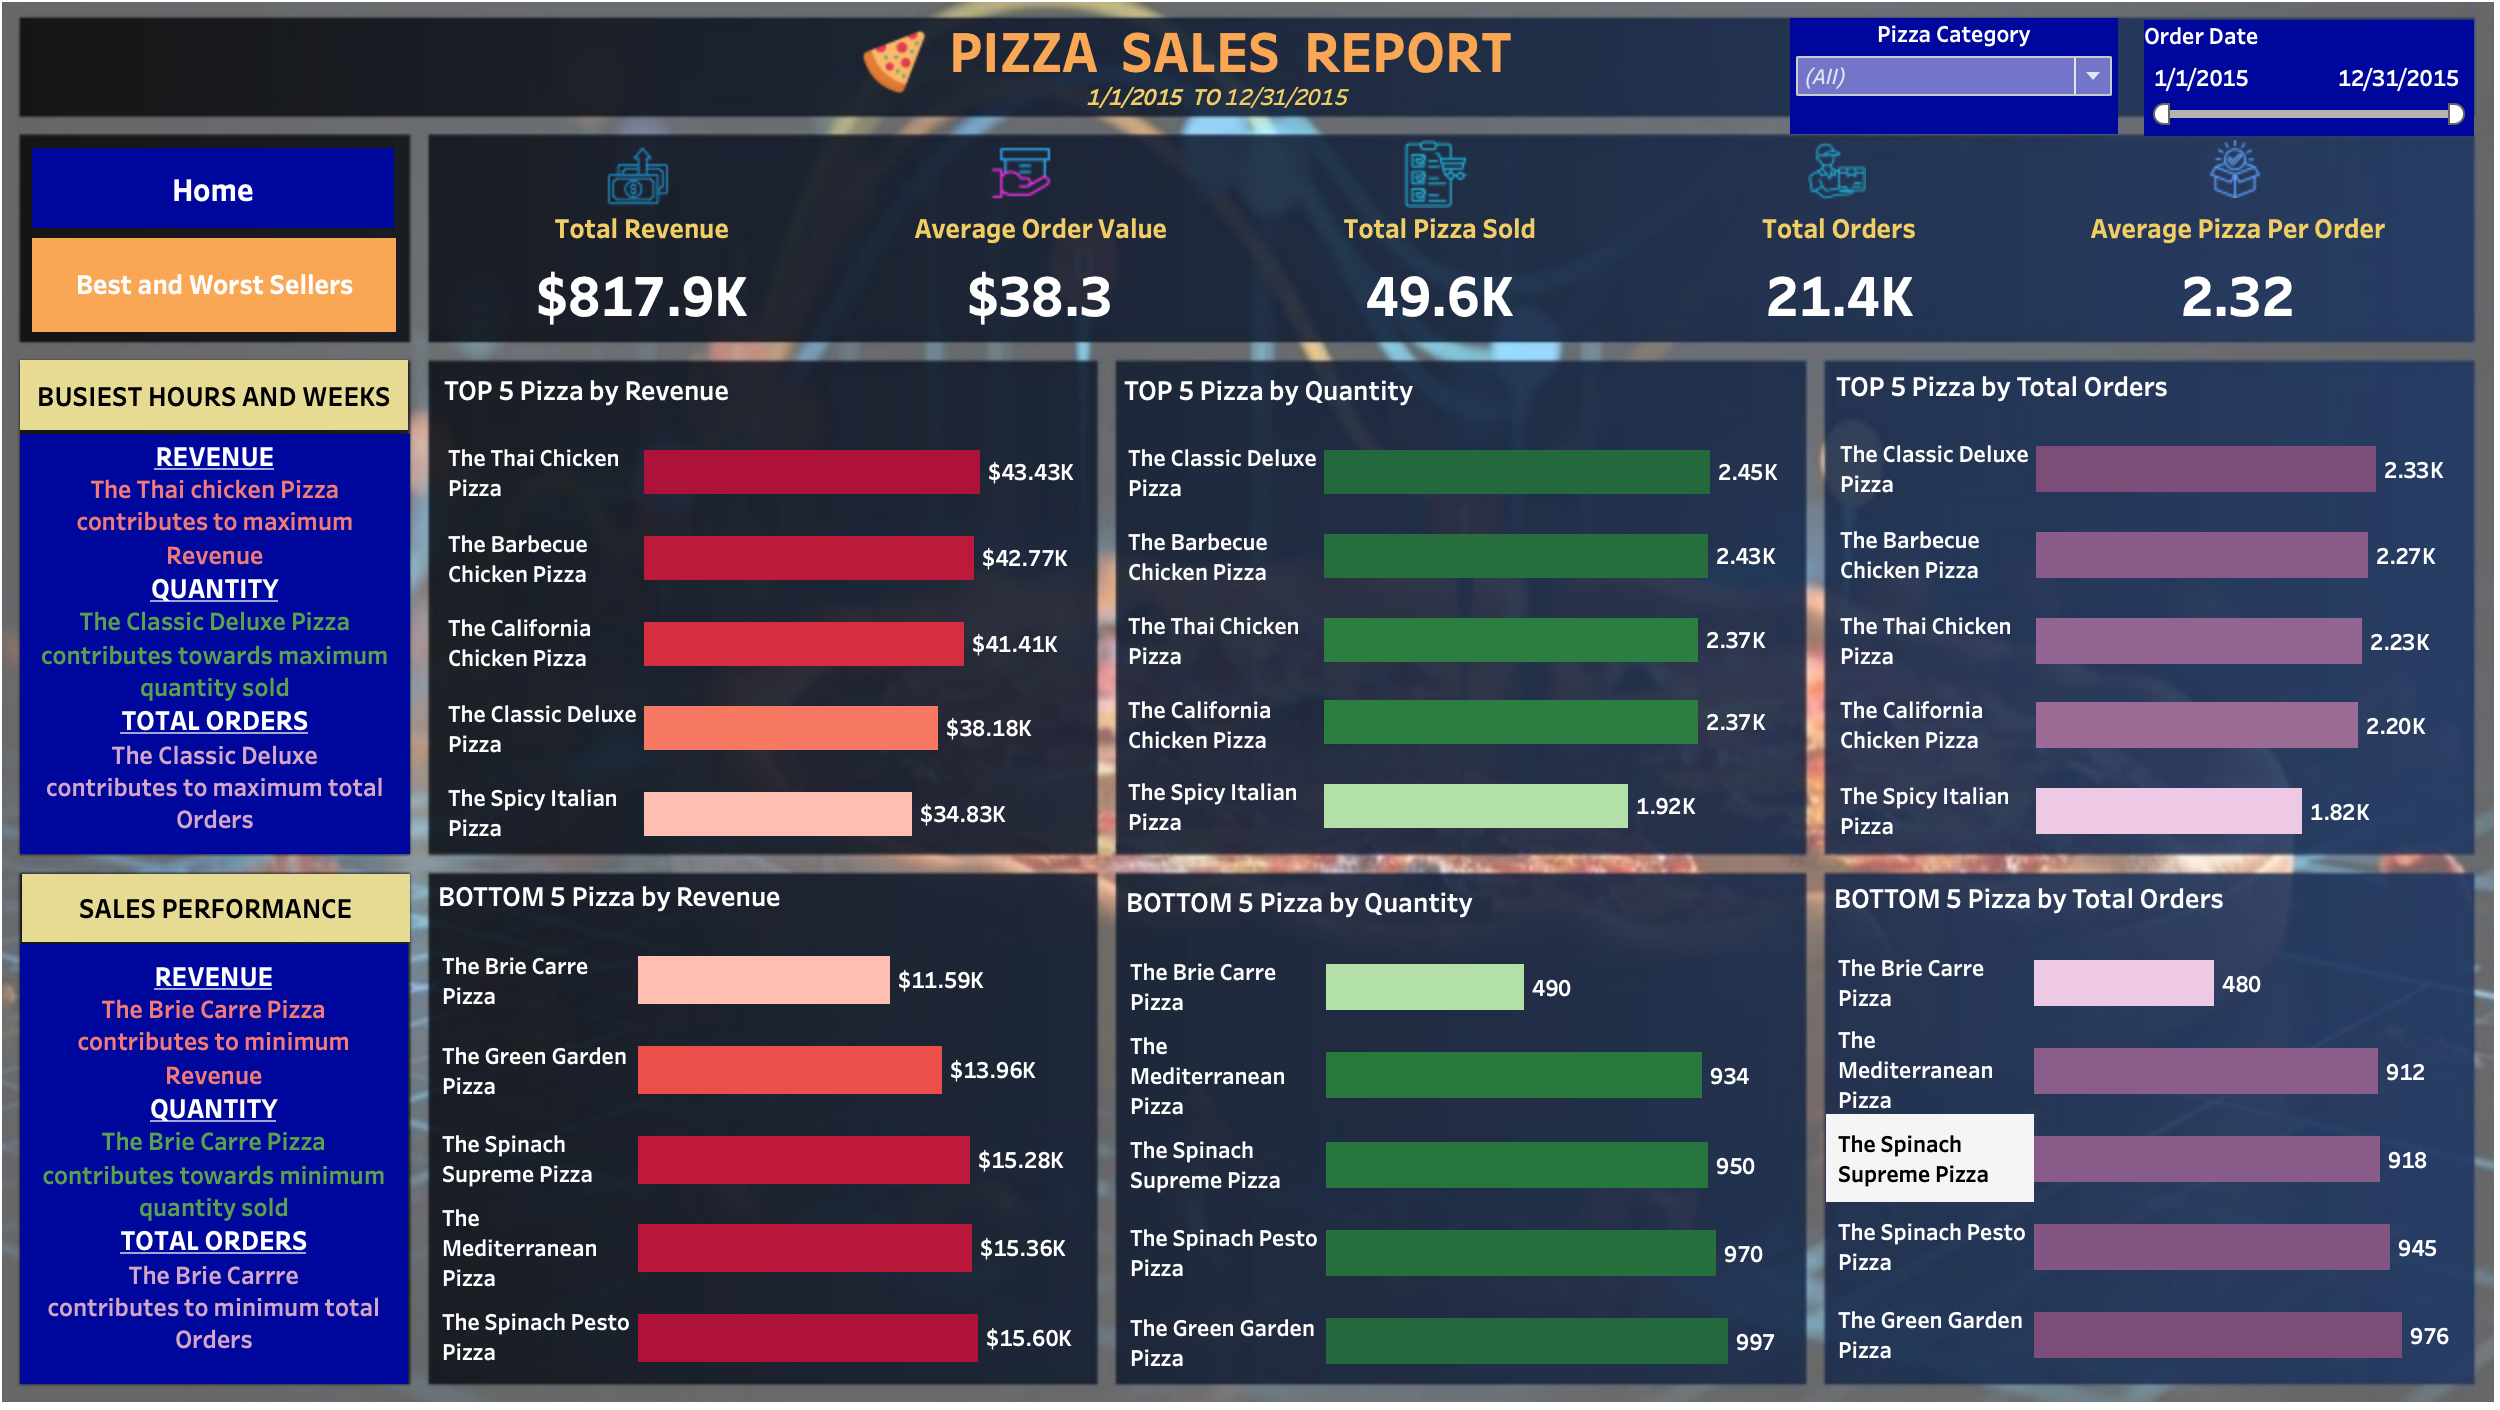 PIZZA SALES REPORT
1/1/2015 TO 12/31/2015
Pizza Category
(All)
Order Date
1/1/2015 12/31/2015
Home
Best and Worst Sellers
Total Revenue
$817.9K
Average Order Value
$38.3
Total Pizza Sold
49.6K
Total Orders
21.4K
Average Pizza Per Order
2.32
BUSIEST HOURS AND WEEKS
REVENUE
The Thai chicken Pizza
contributes to maximum
Revenue
QUANTITY
The Classic Deluxe Pizza
contributes towards maximum
quantity sold
TOTAL ORDERS
The Classic Deluxe
contributes to maximum total
Orders
TOP 5 Pizza by Revenue
The Thai Chicken
Pizza
$43.43K
The Barbecue
Chicken Pizza
$42.77K
The California
Chicken Pizza
$41.41K
The Classic Deluxe
Pizza
$38.18K
The Spicy Italian
Pizza
$34.83K
TOP 5 Pizza by Quantity
The Classic Deluxe
Pizza
2.45K
The Barbecue
Chicken Pizza
2.43K
The Thai Chicken
Pizza
2.37K
The California
Chicken Pizza
2.37K
The Spicy Italian
Pizza
1.92K
TOP 5 Pizza by Total Orders
The Classic Deluxe
Pizza
2.33K
The Barbecue
Chicken Pizza
2.27K
The Thai Chicken
Pizza
2.23K
The California
Chicken Pizza
2.20K
The Spicy Italian
Pizza
1.82K
SALES PERFORMANCE
REVENUE
The Brie Carre Pizza
contributes to minimum
Revenue
QUANTITY
The Brie Carre Pizza
contributes towards minimum
quantity sold
TOTAL ORDERS
The Brie Carrre
contributes to minimum total
Orders
BOTTOM 5 Pizza by Revenue
The Brie Carre
Pizza
$11.59K
The Green Garden
Pizza
$13.96K
The Spinach
Supreme Pizza
$15.28K
The
Mediterranean
Pizza
$15.36K
The Spinach Pesto
Pizza
$15.60K
BOTTOM 5 Pizza by Quantity
The Brie Carre
Pizza
490
The
Mediterranean
Pizza
934
The Spinach
Supreme Pizza
950
The Spinach Pesto
Pizza
970
The Green Garden
Pizza
997
BOTTOM 5 Pizza by Total Orders
The Brie Carre
Pizza
480
The
Mediterranean
Pizza
912
The Spinach
Supreme Pizza
918
The Spinach Pesto
Pizza
945
The Green Garden
Pizza
976